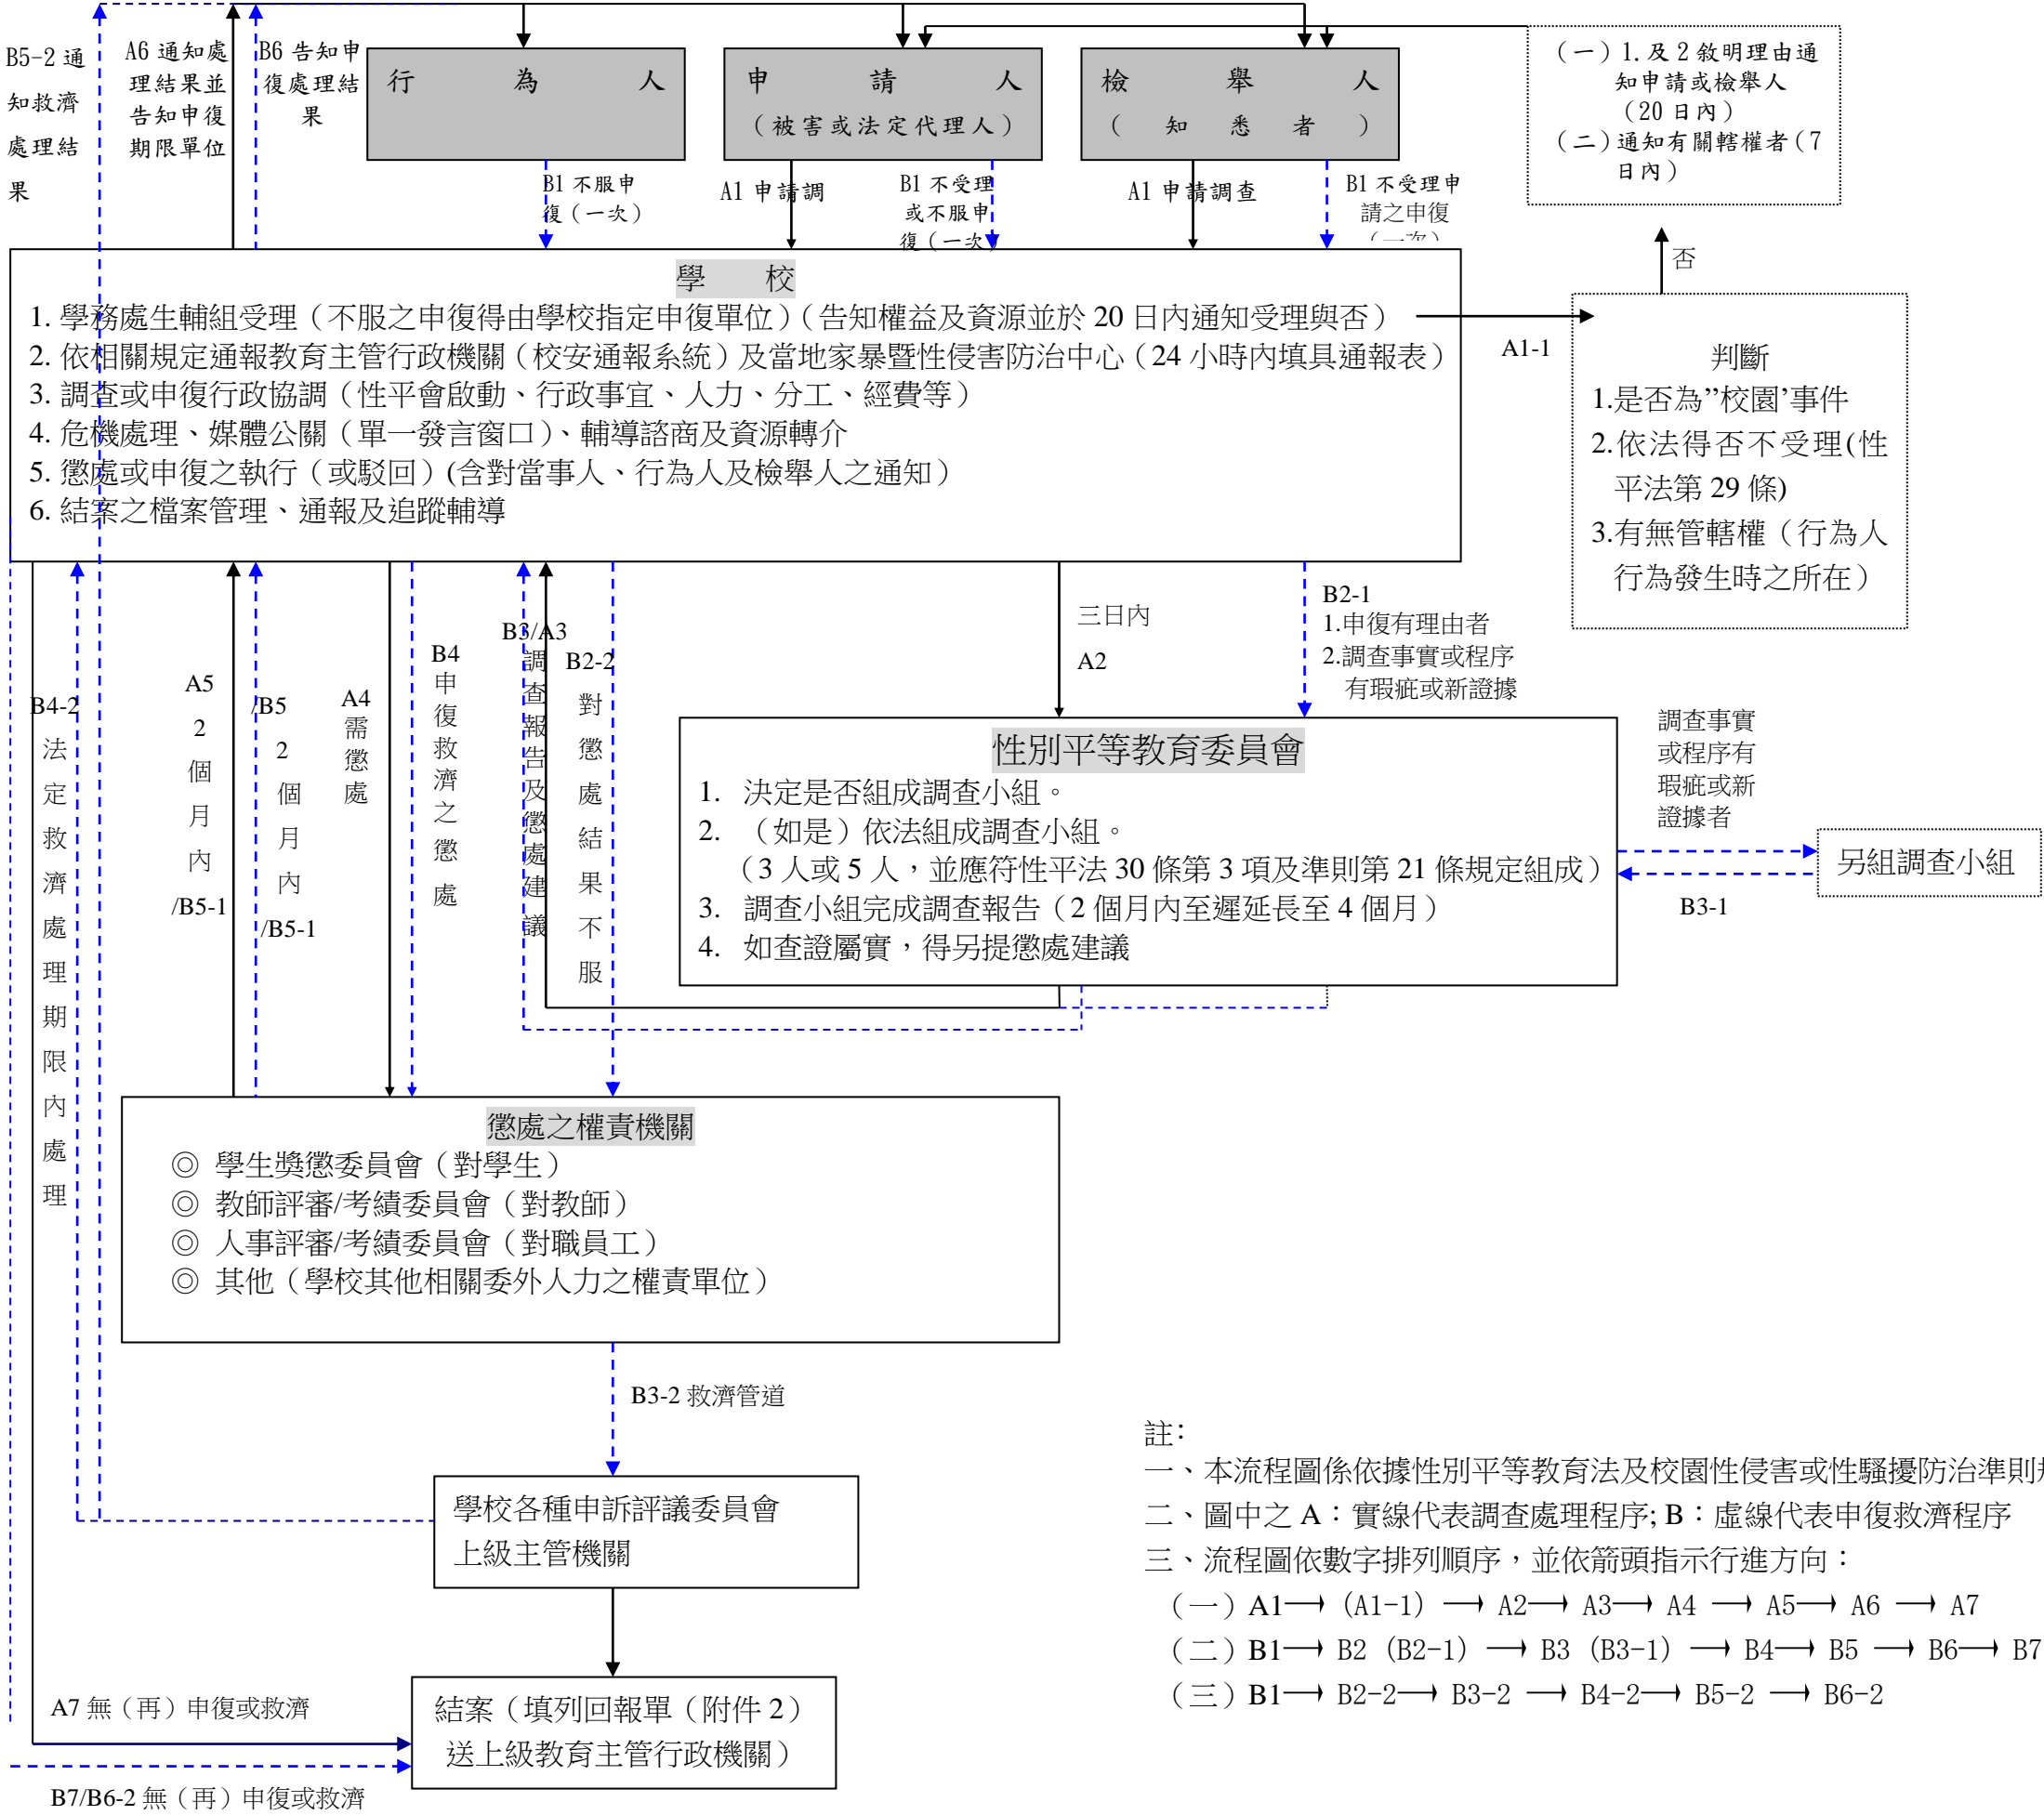 B5-2 通
知救濟
處理結
果
A6 通知處
理結果並
告知申復
期限單位
B6 告知申
復處理結
果
行 為 人
申 請 人
（被害或法定代理人）
檢 舉 人
（ 知 悉 者 ）
（一）1.及 2 敘明理由通
知申請或檢舉人
（20 日內）
（二）通知有關轄權者（7
日內）
B1 不服申
復（一次）
A1 申請調
B1 不受理
或不服申
復（一次）
A1 申請調查
B1 不受理申
請之申復
（一次）
否
學 校
1. 學務處生輔組受理（不服之申復得由學校指定申復單位）（告知權益及資源並於 20 日內通知受理與否）
2. 依相關規定通報教育主管行政機關（校安通報系統）及當地家暴暨性侵害防治中心（24 小時內填具通報表）
3. 調查或申復行政協調（性平會啟動、行政事宜、人力、分工、經費等）
4. 危機處理、媒體公關（單一發言窗口）、輔導諮商及資源轉介
5. 懲處或申復之執行（或駁回）(含對當事人、行為人及檢舉人之通知）
6. 結案之檔案管理、通報及追蹤輔導
A1-1
判斷
1.是否為”校園’事件
2.依法得否不受理(性
平法第 29 條)
3.有無管轄權（行為人
行為發生時之所在）
B4-2
法定救濟處理期限內處理
A5
2
個
月
內
/B5-1
/B5
2
個
月
內
/B5-1
A4
需懲處
B4
申復救濟之懲處
B3/A3
調查報告及懲處建議
B2-2
對懲處結果不服
三日內
A2
B2-1
1.申復有理由者
2.調查事實或程序
有瑕疵或新證據
性別平等教育委員會
1. 決定是否組成調查小組。
2. （如是）依法組成調查小組。
（3 人或 5 人，並應符性平法 30 條第 3 項及準則第 21 條規定組成）
3. 調查小組完成調查報告（2 個月內至遲延長至 4 個月）
4. 如查證屬實，得另提懲處建議
調查事實
或程序有
瑕疵或新
證據者
另組調查小組
B3-1
懲處之權責機關
◎ 學生獎懲委員會（對學生）
◎ 教師評審/考績委員會（對教師）
◎ 人事評審/考績委員會（對職員工）
◎ 其他（學校其他相關委外人力之權責單位）
B3-2 救濟管道
學校各種申訴評議委員會
上級主管機關
A7 無（再）申復或救濟
結案（填列回報單（附件 2）
送上級教育主管行政機關）
B7/B6-2 無（再）申復或救濟
註：
一、本流程圖係依據性別平等教育法及校園性侵害或性騷擾防治準則
二、圖中之 A：實線代表調查處理程序; B：虛線代表申復救濟程序
三、流程圖依數字排列順序，並依箭頭指示行進方向：
（一）A1→ (A1-1) → A2→ A3→ A4 → A5→ A6 → A7
（二）B1→ B2 (B2-1) → B3 (B3-1) → B4→ B5 → B6→ B7
（三）B1→ B2-2→ B3-2 → B4-2→ B5-2 → B6-2